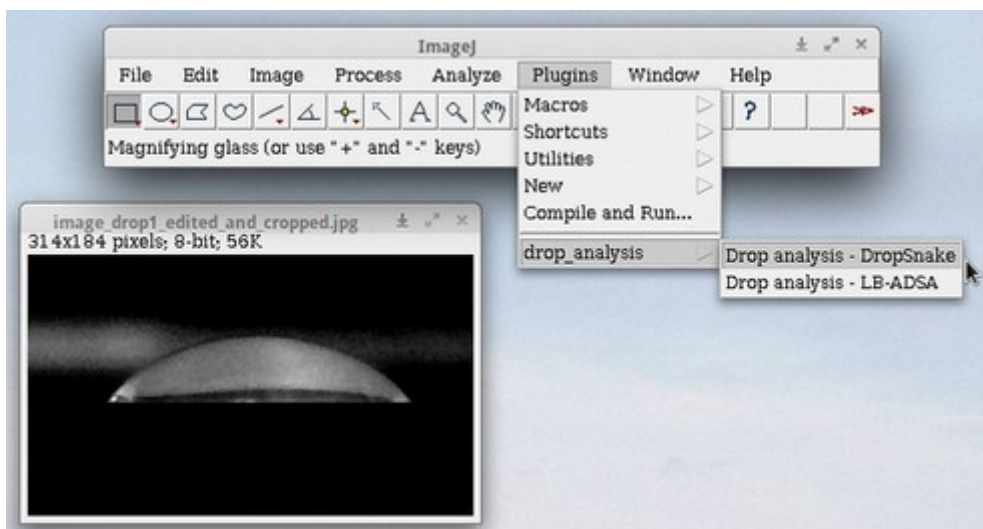 ImageJ
File Edit Image Process Analyze Plugins Window Help
A ?
Magnifying glass (or use "+" and "-" keys)
Macros
Shortcuts
Utilities
New
Compile and Run...
drop_analysis
Drop analysis - DropSnake
Drop analysis - LB-ADSA
image_drop1_edited_and_cropped.jpg
314x184 pixels; 8-bit; 56K